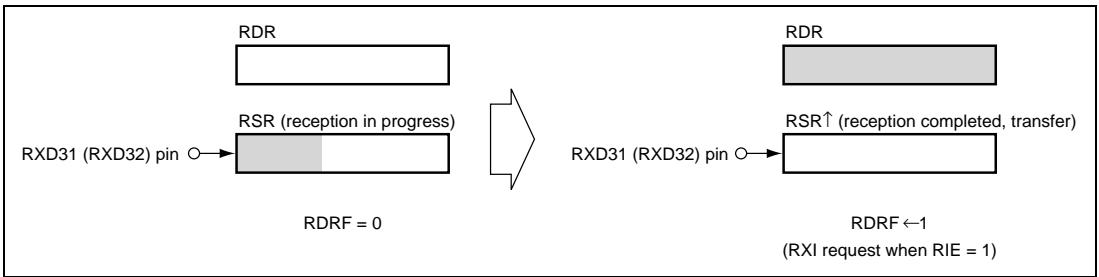 RDR
RSR (reception in progress)
RXD31 (RXD32) pin
RDRF = 0
RDR
RSR↑ (reception completed, transfer)
RXD31 (RXD32) pin
RDRF ←1
(RXI request when RIE = 1)